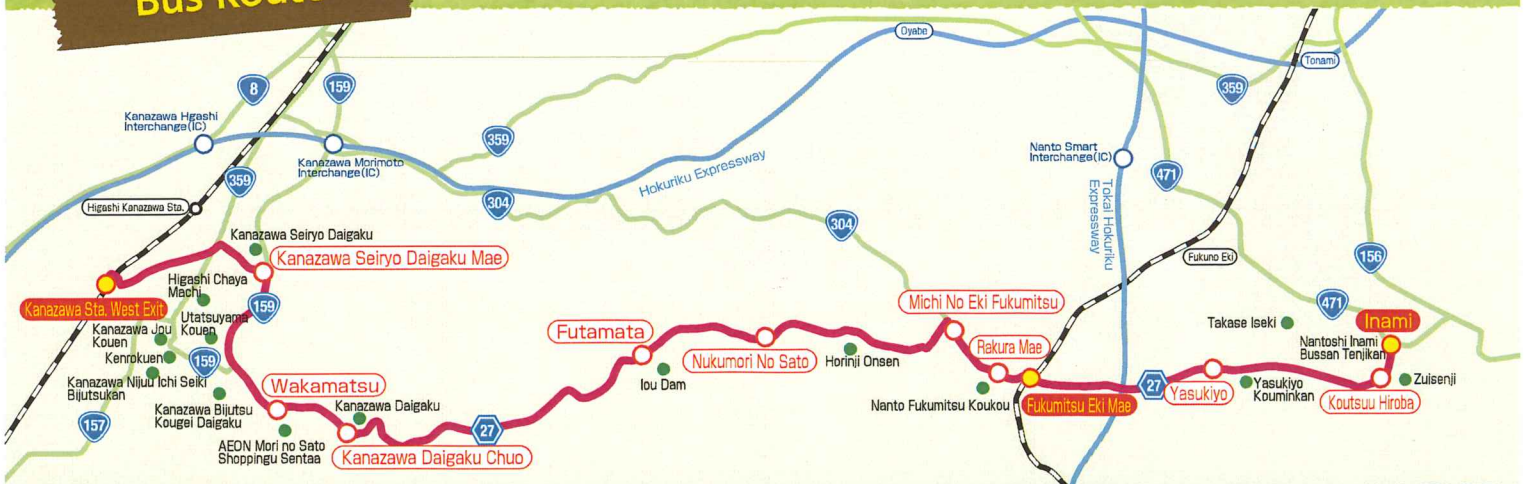 Bus Route
Oyabe
Tonami
8
159
359
Kanazawa Hgashi
Interchange(IC)
359
Kanazawa Morimoto
Interchange(IC)
Nanto Smart
Interchange(IC)
Hokuriku Expressway
359
471
Tokai Hokuriku
Expressway
Higashi Kanazawa Sta.
304
304
Kanazawa Seiryo Daigaku
Kanazawa Seiryo Daigaku Mae
Fukuno Eki
156
Higashi Chaya
Machi
Kanazawa Sta. West Exit
159
Utatsuyama
Kouen
Michi No Eki Fukumitsu
471
Kanazawa Jou
Kouen
Kenrokuen
159
Futamata
Nukumori No Sato
Horinji Onsen
Rakura Mae
Takase Iseki
Inami
Nantoshi Inami
Bussan Tenjikan
Kanazawa Nijuu Ichi Seiki
Bijutsukan
Wakamatsu
Iou Dam
Nanto Fukumitsu Koukou
Fukumitsu Eki Mae
27
Yasukiyo
Yasukiyo
Kouminkan
Zuisenji
Koutsuu Hiroba
Kanazawa Bijutsu
Kougei Daigaku
Kanazawa Daigaku
157
27
AEON Mori no Sato
Shoppingu Sentaa
Kanazawa Daigaku Chuo